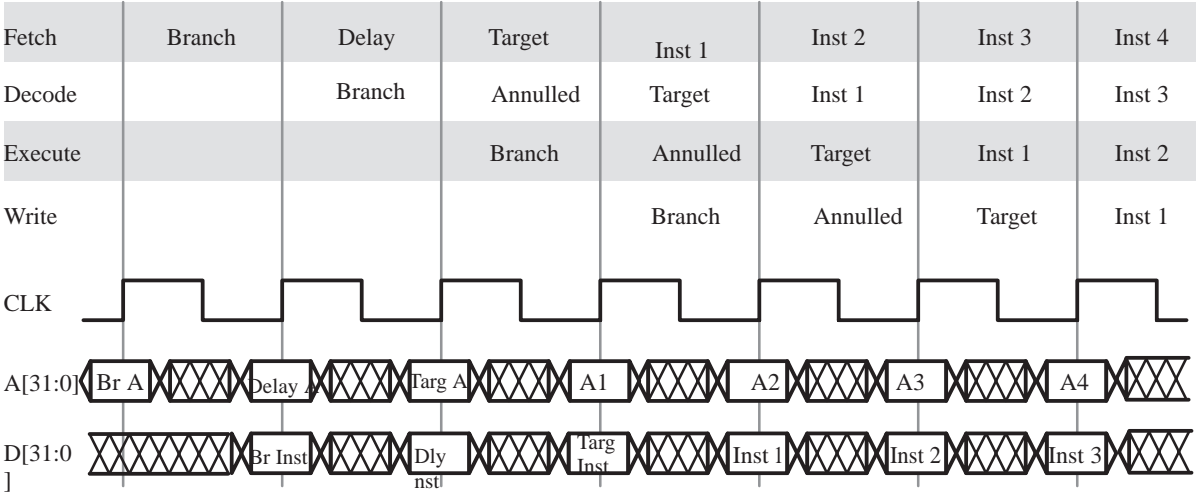 Fetch Branch Delay Target Inst 1 Inst 2 Inst 3 Inst 4
Decode Branch Annulled Target Inst 1 Inst 2 Inst 3
Execute Branch Annulled Target Inst 1 Inst 2
Write Branch Annulled Target Inst 1
CLK
A[31:0] Br A Delay A Targ A A1 A2 A3 A4
D[31:0
] Br Inst Dly
nst Targ
Inst Inst 1 Inst 2 Inst 3